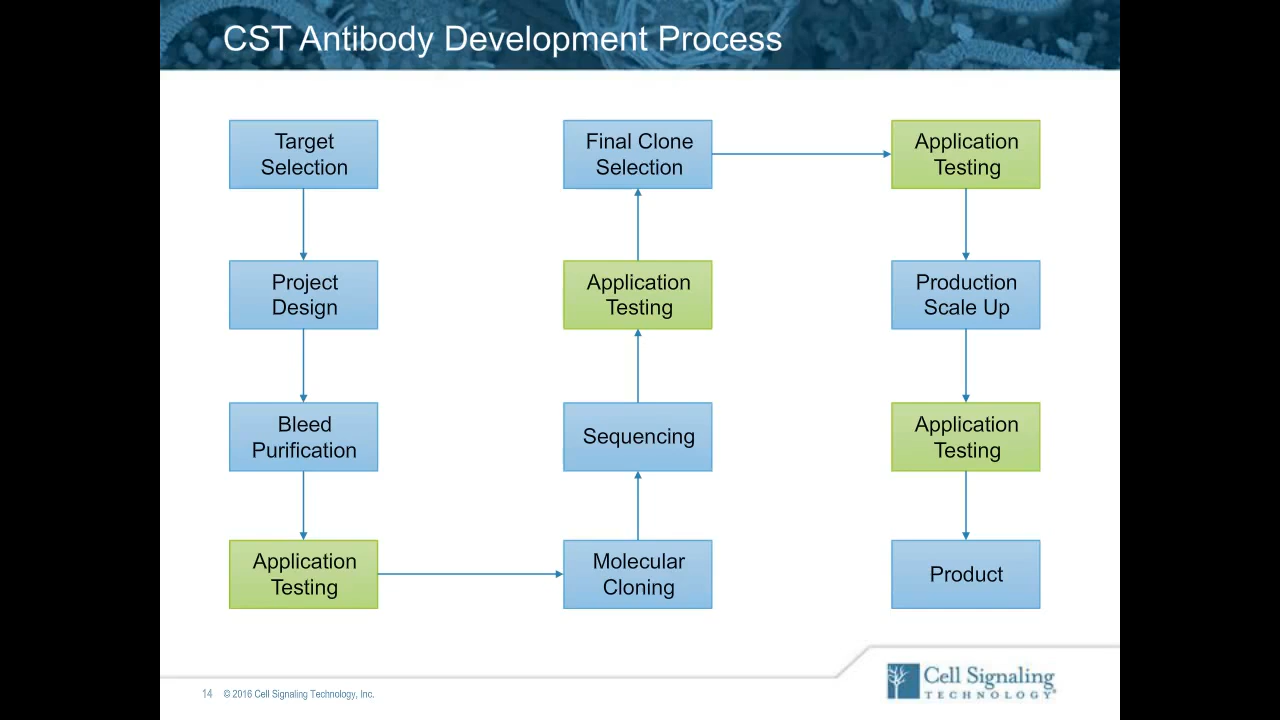 CST Antibody Development Process
Target
Selection
Project
Design
Bleed
Purification
Application
Testing
Final Clone
Selection
Application
Testing
Sequencing
Molecular
Cloning
Application
Testing
Production
Scale Up
Application
Testing
Product
14 © 2016 Cell Signaling Technology, Inc.
Cell Signaling
TECHNOLOGY®